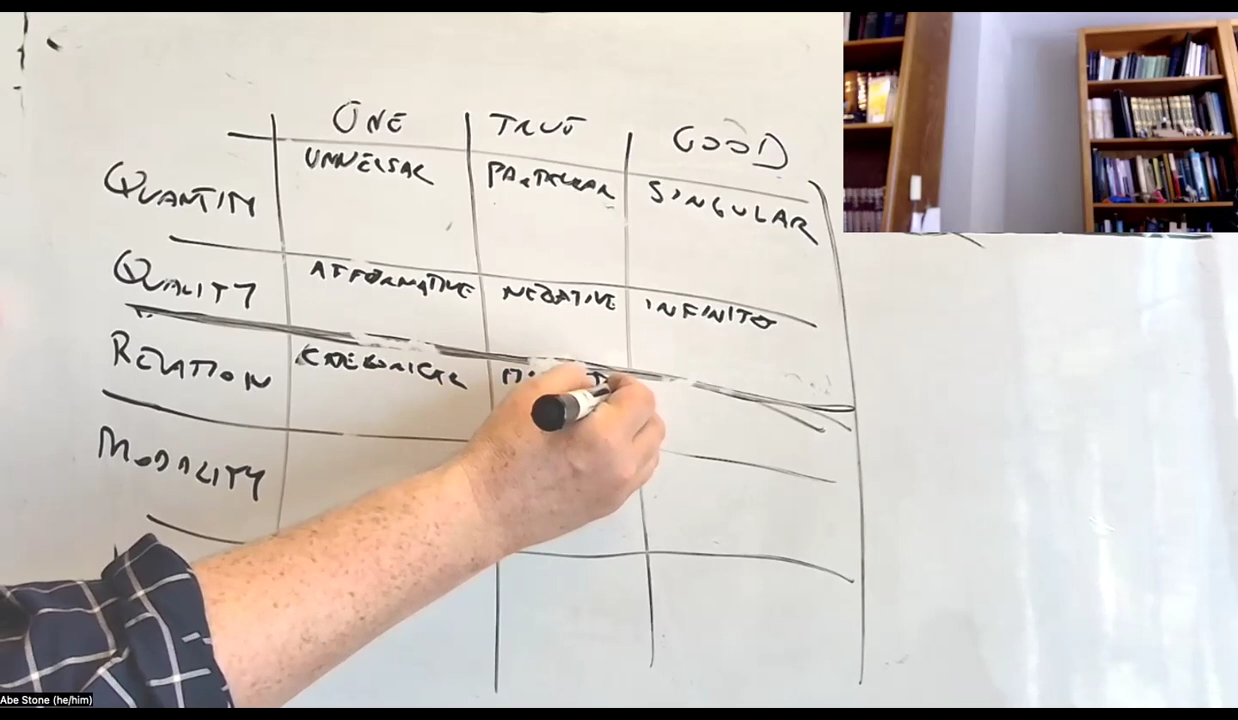 ONE TRUE GOOD
QUANTITY UNIVERSAL PARTICULAR SINGULAR
QUALITY AFFIRMATIVE NEGATIVE INFINITE
RELATION CATEGORICAL
MODALITY
Abe Stone (he/him)